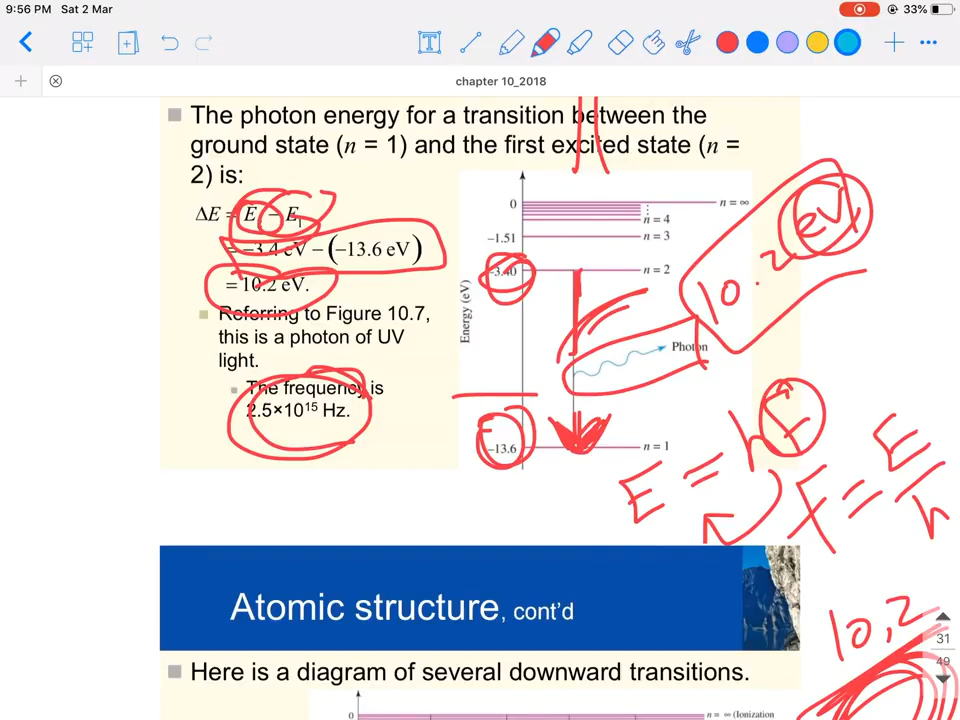 9:56 PM Sat 2 Mar
33%
chapter 10_2018
The photon energy for a transition between the
ground state (n = 1) and the first excited state (n =
2) is:
ΔE = E₂ − E₁
= −3.4 eV − (−13.6 eV)
= 10.2 eV.
Referring to Figure 10.7,
this is a photon of UV
light.
The frequency is
2.5×10¹⁵ Hz.
Energy (eV)
0
−1.51
−3.40
−13.6
n = ∞
n = 4
n = 3
n = 2
n = 1
Photon
10.2 eV
E = hf
f = E/h
10,2
31
49
Atomic structure, cont'd
Here is a diagram of several downward transitions.
0
n = ∞ (Ionization